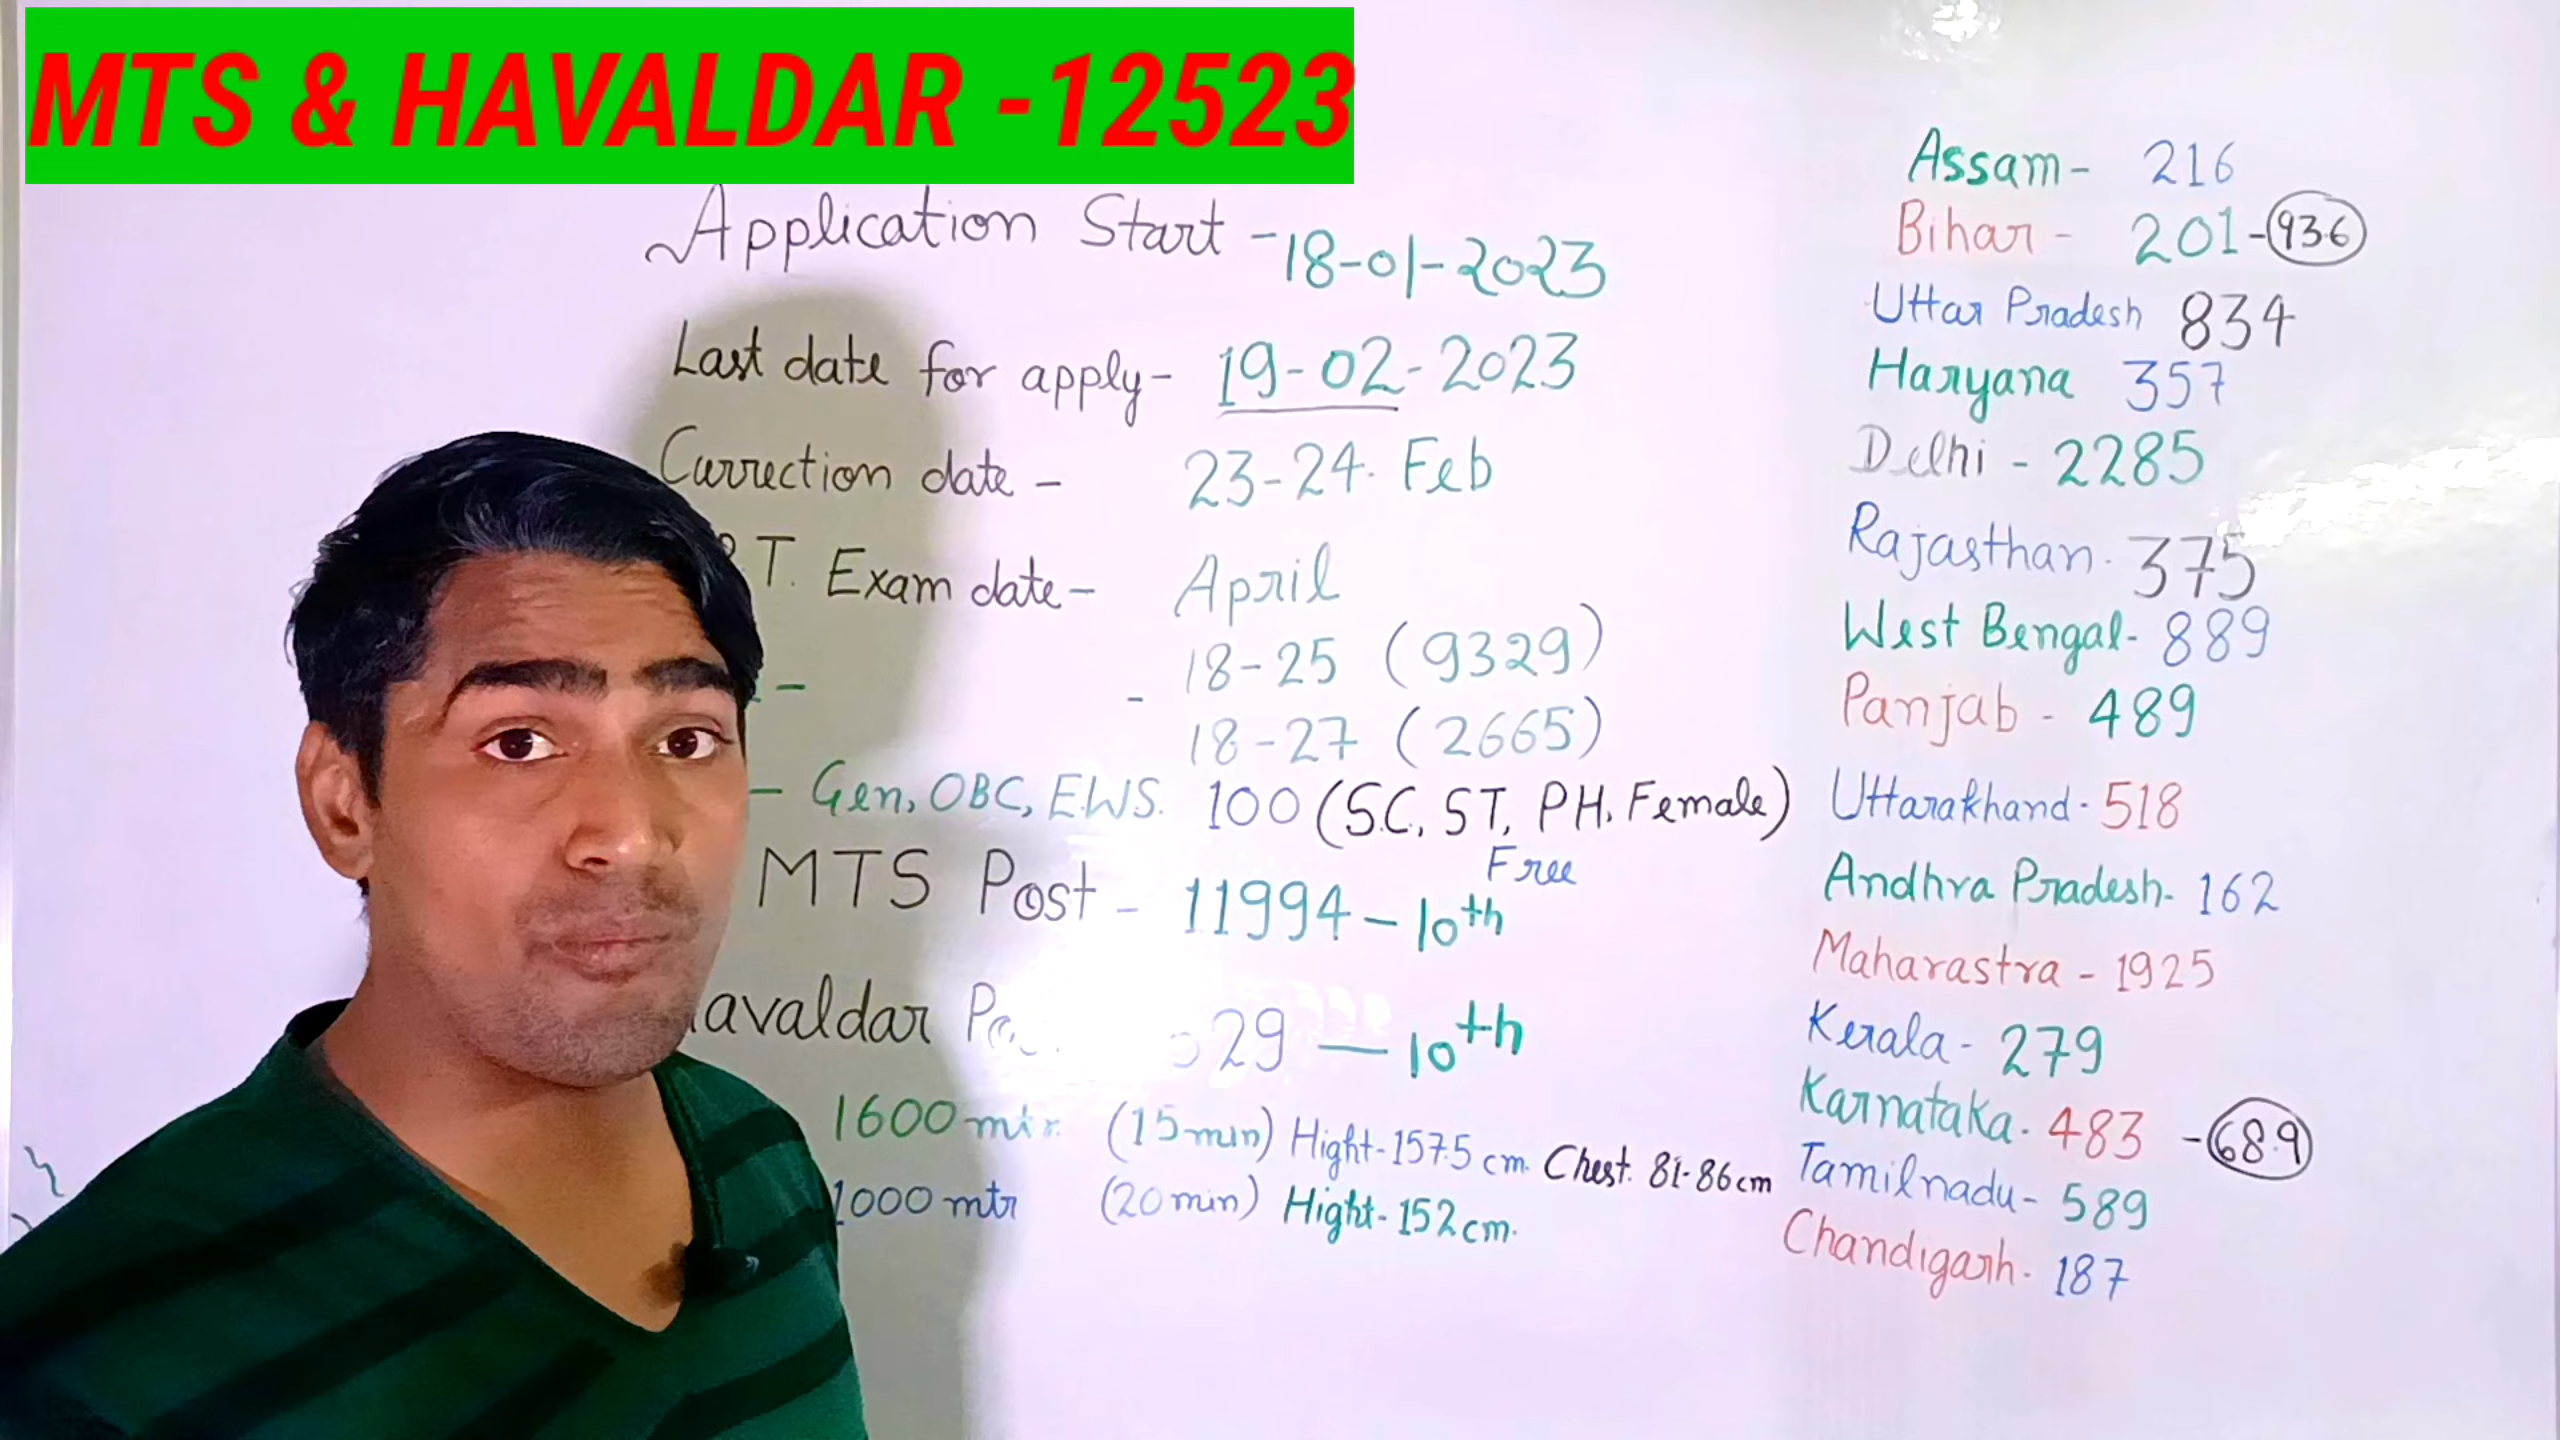 MTS & HAVALDAR -12523
Application Start -18-01-2023
Last date for apply- 19-02-2023
Currection date - 23-24. Feb
T. Exam date- April
- - 18-25 (9329)
18-27 (2665)
- Gen, OBC, EWS. 100 (SC, ST, PH, Female)
Free
MTS Post - 11994 - 10th
avaldar 29 - 10th
1600 mtr. (15 min) Hight-157.5 cm. Chest. 81-86 cm
1000 mtr (20 min) Hight-152 cm.
Assam- 216
Bihar - 201-936
Uttar Pradesh 834
Haryana 357
Delhi - 2285
Rajasthan. 375
West Bengal- 889
Panjab - 489
Uttarakhand- 518
Andhra Pradesh- 162
Maharastra - 1925
Kerala- 279
Karnataka- 483 -68.9
Tamilnadu- 589
Chandigarh- 187